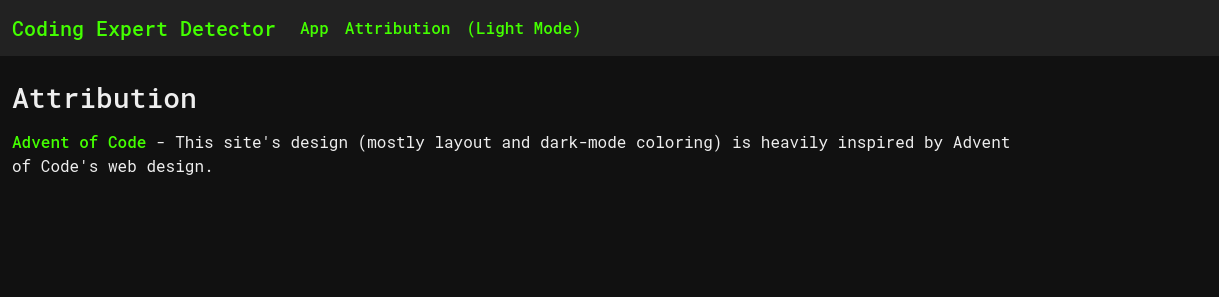 Coding Expert Detector App Attribution (Light Mode)
Attribution
Advent of Code - This site's design (mostly layout and dark-mode coloring) is heavily inspired by Advent
of Code's web design.